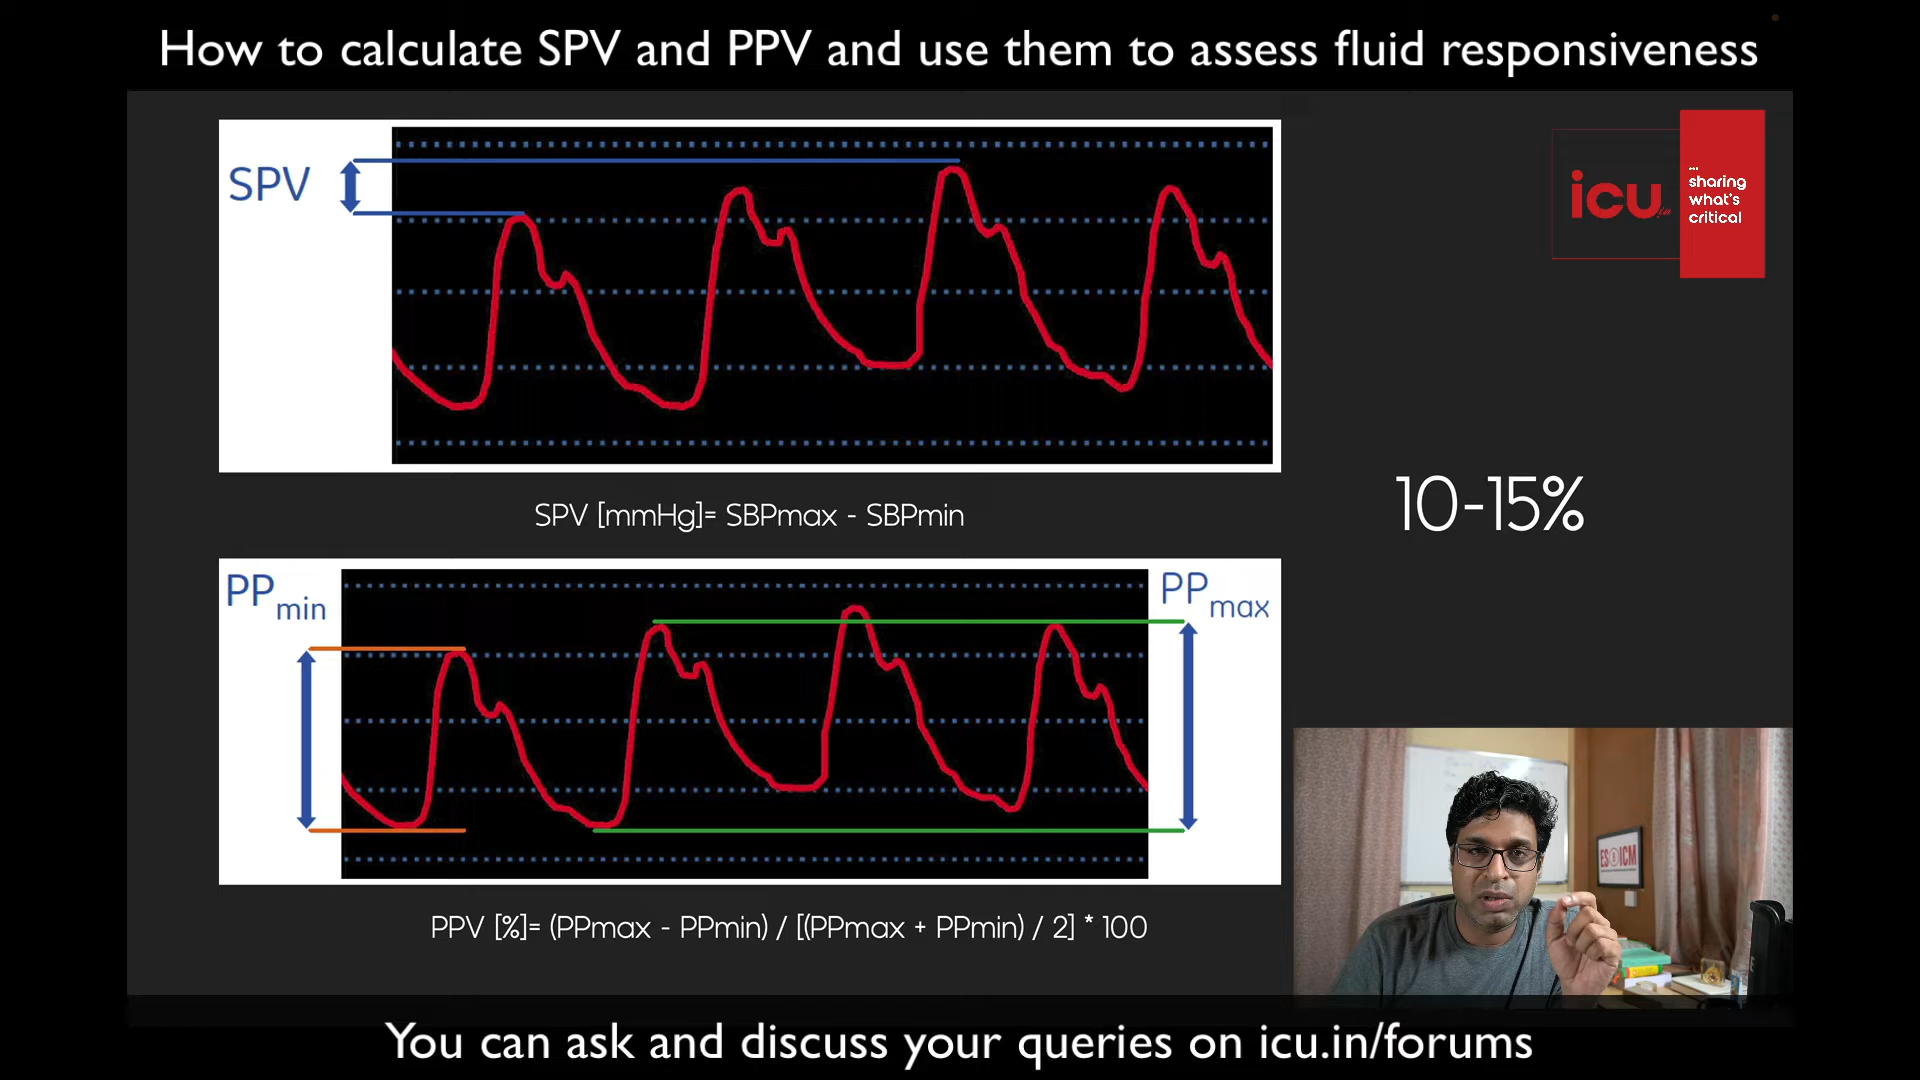 How to calculate SPV and PPV and use them to assess fluid responsiveness
SPV
icu.in
sharing
what's
critical
SPV [mmHg]= SBPmax - SBPmin
10-15%
PPmin
PPmax
ESICM
PPV [%]= (PPmax - PPmin) / [(PPmax + PPmin) / 2] * 100
You can ask and discuss your queries on icu.in/forums